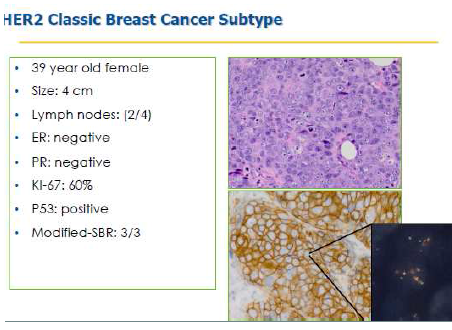 HER2 Classic Breast Cancer Subtype
• 39 year old female
• Size: 4 cm
• Lymph nodes: (2/4)
• ER: negative
• PR: negative
• KI-67: 60%
• P53: positive
• Modified-SBR: 3/3